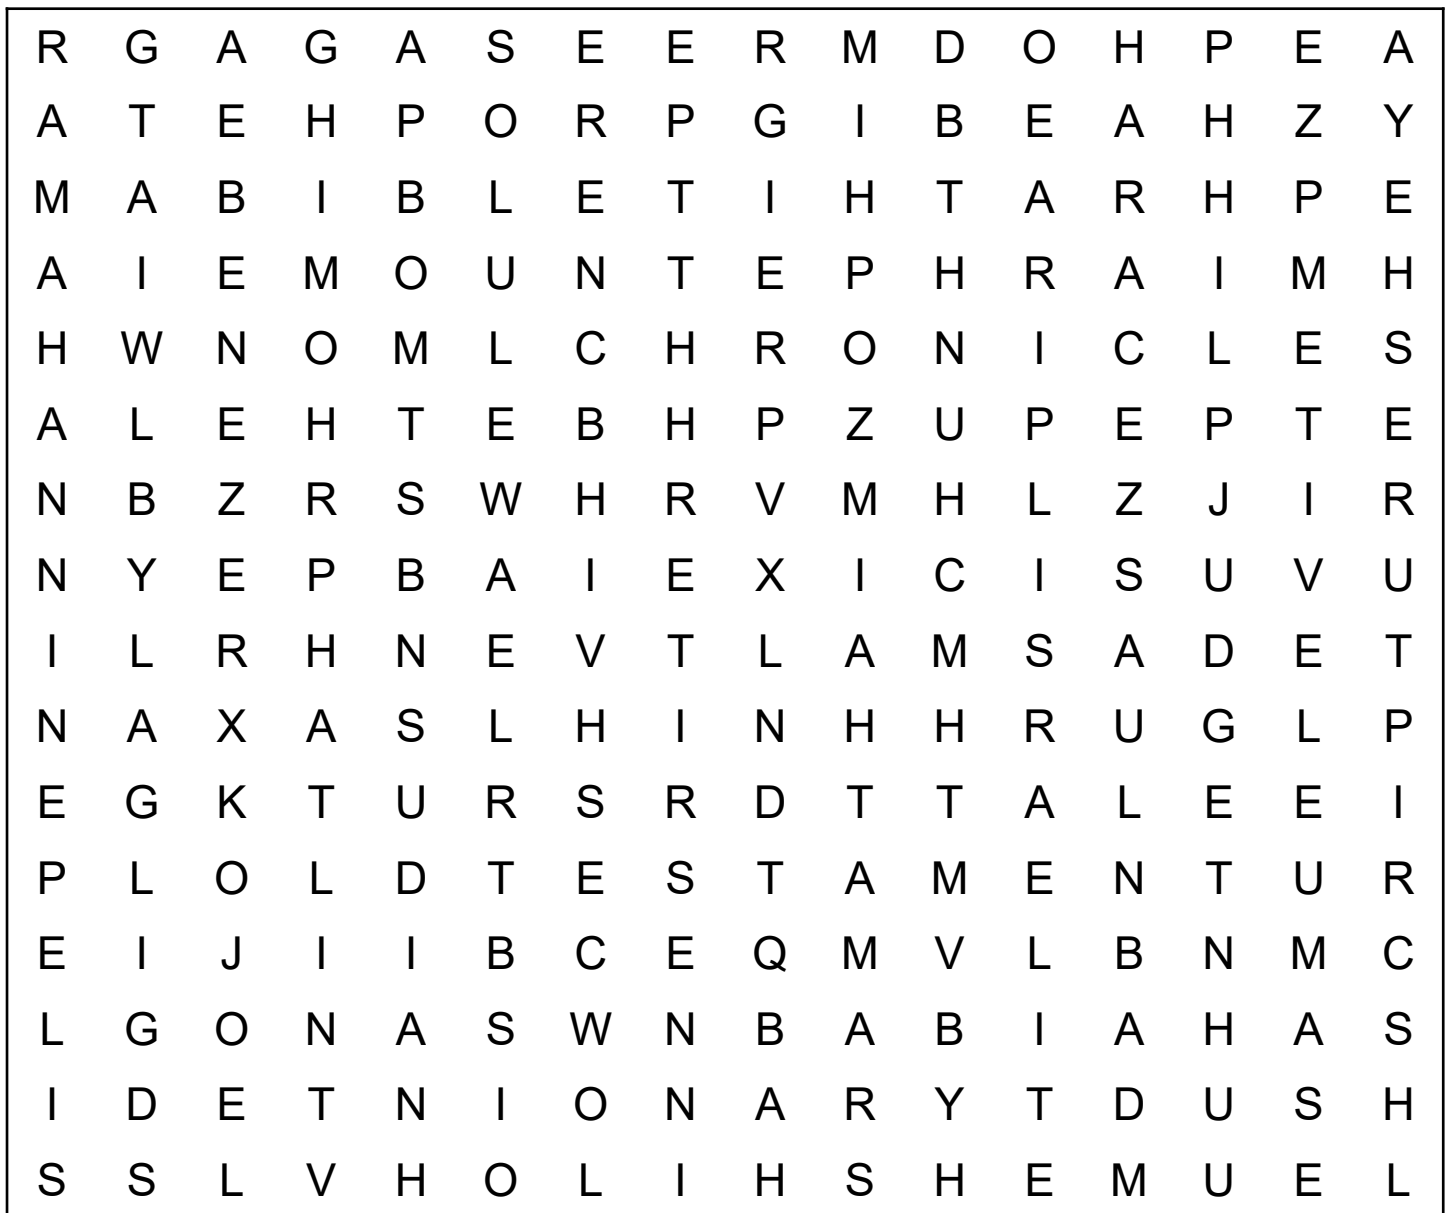 R G A G A S E E R M D O H P E A
A T E H P O R P G I B E A H Z Y
M A B I B L E T I H T A R H P E
A I E M O U N T E P H R A I M H
H W N O M L C H R O N I C L E S
A L E H T E B H P Z U P E P T E
N B Z R S W H R V M H L Z J I R
N Y E P B A I E X I C I S U V U
I L R H N E V T L A M S A D E T
N A X A S L H I N H H R U G L P
E G K T U R S R D T T A L E E I
P L O L D T E S T A M E N T U R
E I J I I B C E Q M V L B N M C
L G O N A S W N B A B I A H A S
I D E T N I O N A R Y T D U S H
S S L V H O L I H S H E M U E L